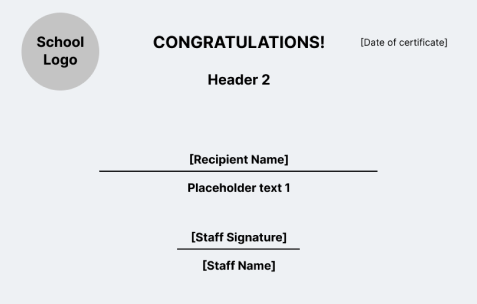 School
Logo
CONGRATULATIONS!
[Date of certificate]
Header 2
[Recipient Name]
Placeholder text 1
[Staff Signature]
[Staff Name]